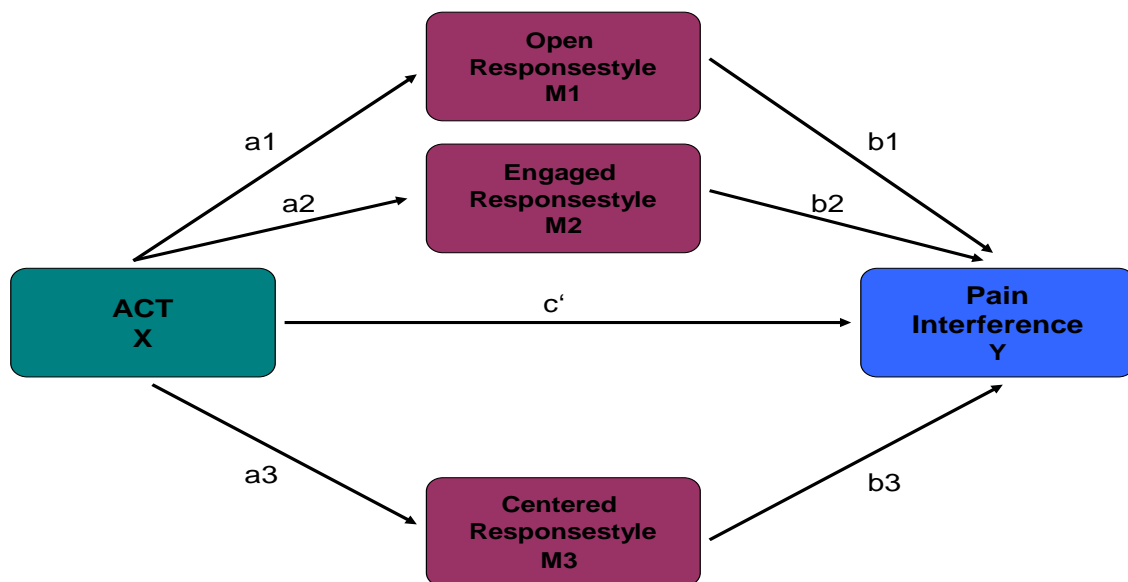 Open
Responsestyle
M1
a1
b1
Engaged
Responsestyle
M2
a2
b2
ACT
X
c‘
Pain
Interference
Y
a3
b3
Centered
Responsestyle
M3